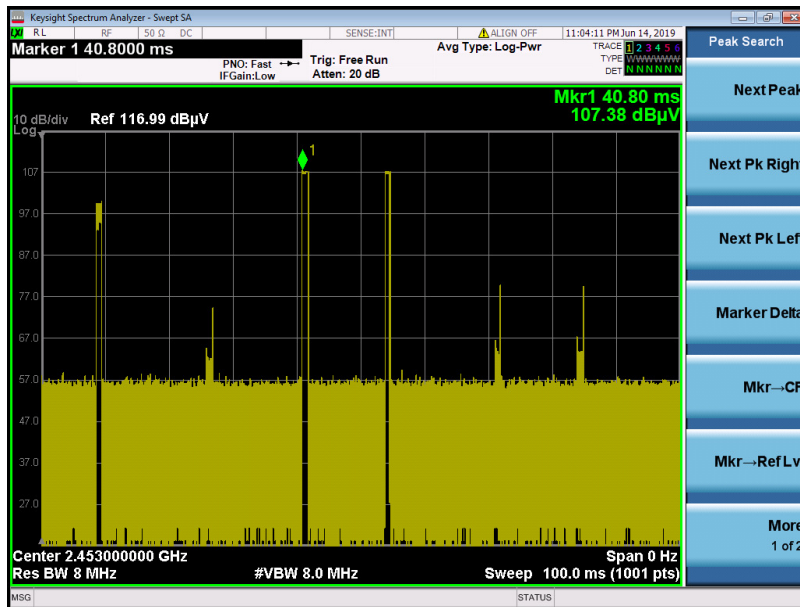 Keysight Spectrum Analyzer - Swept SA
LXI RL RF 50 Ω DC SENSE:INT ALIGN OFF 11:04:11 PM Jun 14, 2019
Marker 1 40.8000 ms
PNO: Fast Trig: Free Run
IFGain:Low Atten: 20 dB
Avg Type: Log-Pwr
TRACE 1 2 3 4 5 6
TYPE WWWWWW
DET N N N N N N
Peak Search
Mkr1 40.80 ms
107.38 dBµV
10 dB/div Ref 116.99 dBµV
Log
1
107
97.0
87.0
77.0
67.0
57.0
47.0
37.0
27.0
Center 2.453000000 GHz Span 0 Hz
Res BW 8 MHz #VBW 8.0 MHz Sweep 100.0 ms (1001 pts)
Next Peak
Next Pk Right
Next Pk Left
Marker Delta
Mkr→CF
Mkr→Ref Lv
More
1 of 2
MSG STATUS